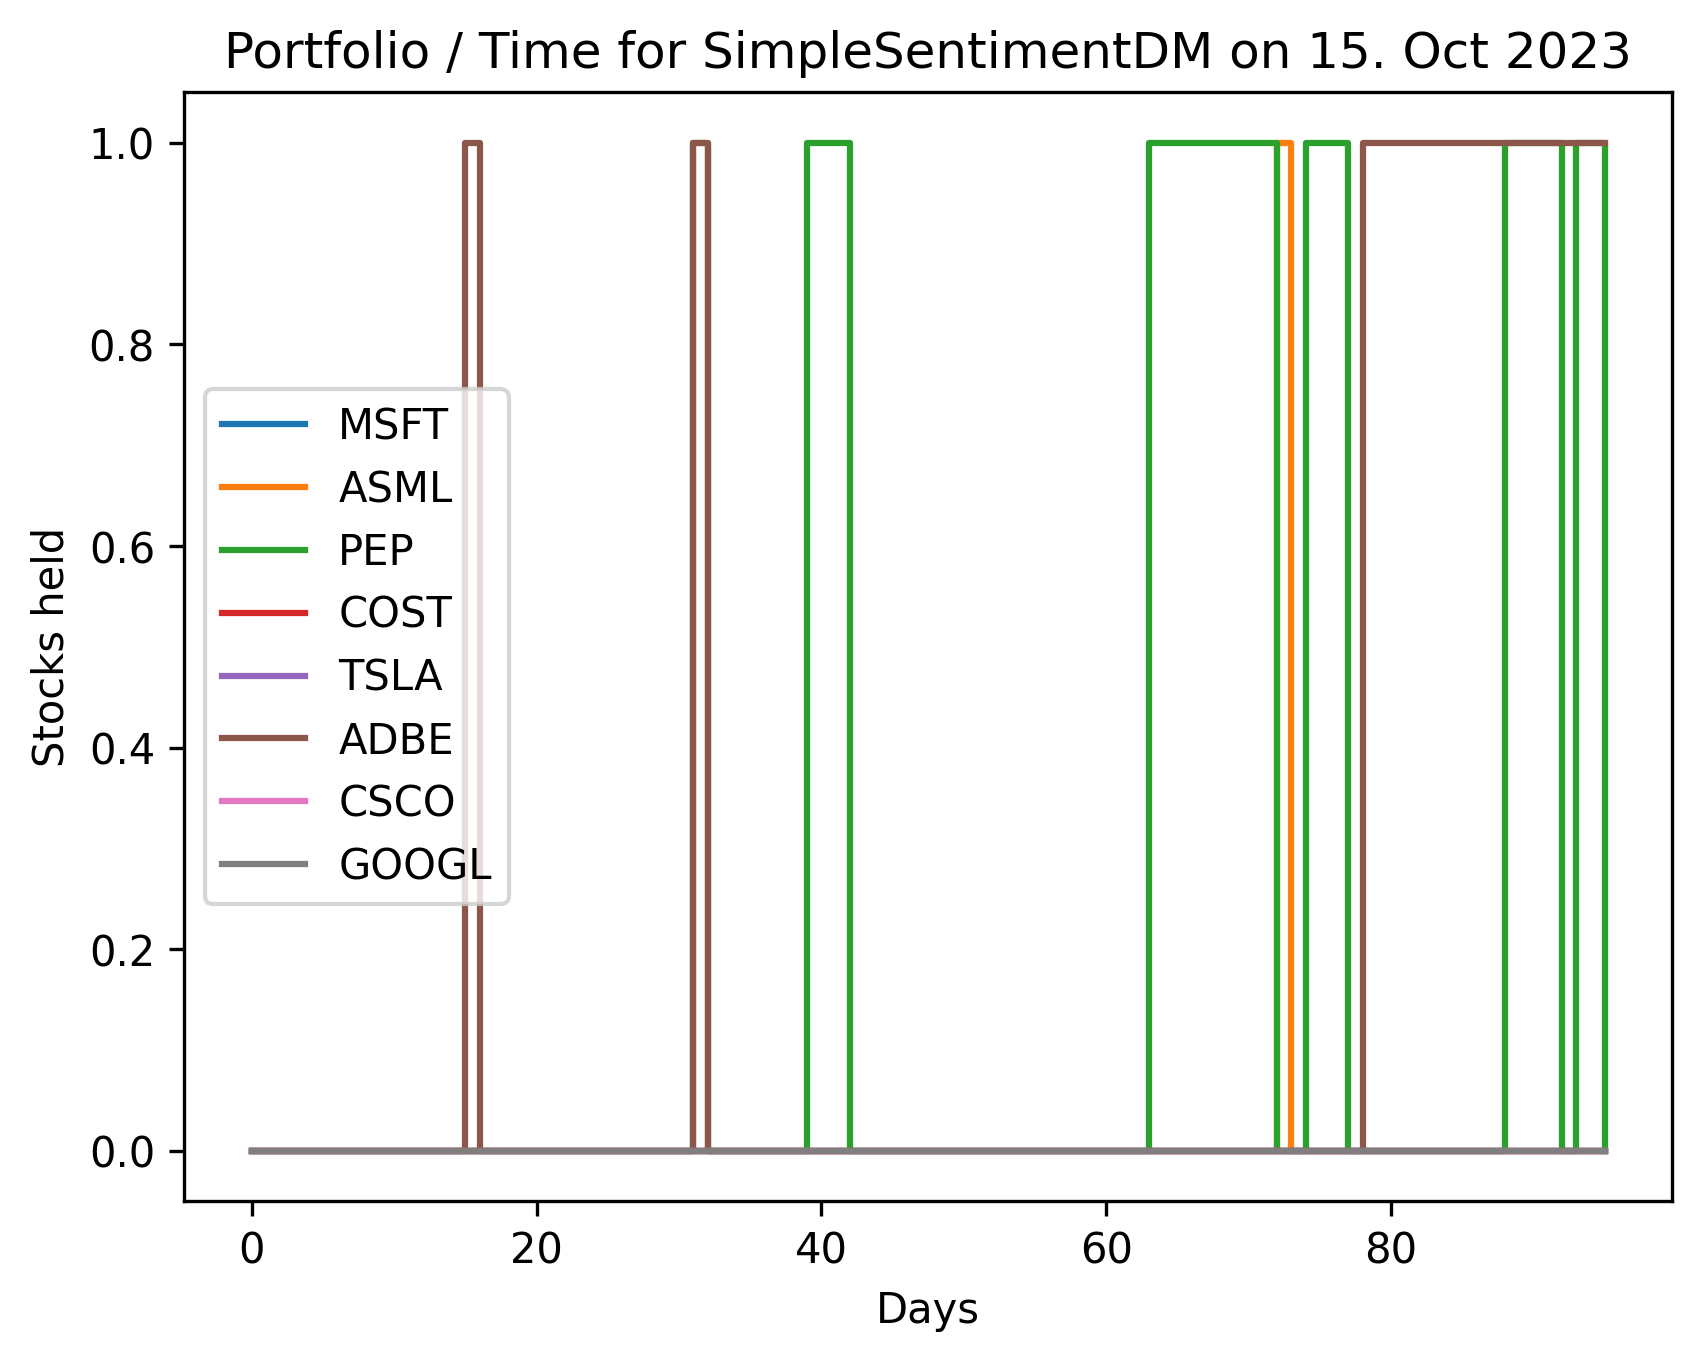 Portfolio / Time for SimpleSentimentDM on 15. Oct 2023
1.0
0.8
0.6
0.4
0.2
0.0
Stocks held
MSFT
ASML
PEP
COST
TSLA
ADBE
CSCO
GOOGL
0 20 40 60 80
Days